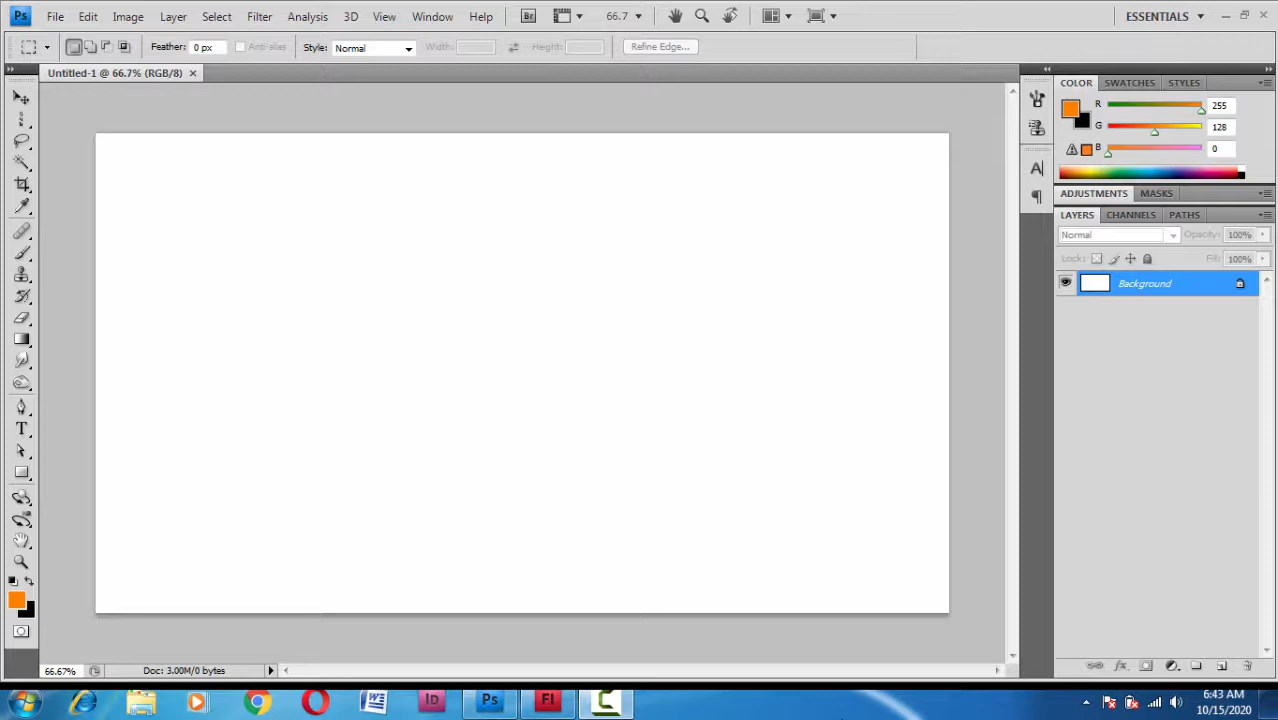 Ps File Edit Image Layer Select Filter Analysis 3D View Window Help Br 66.7 ESSENTIALS
Feather: 0 px Anti-alias Style: Normal Width: Height: Refine Edge...
Untitled-1 @ 66.7% (RGB/8)
COLOR SWATCHES STYLES
R 255
G 128
B 0
A
ADJUSTMENTS MASKS
LAYERS CHANNELS PATHS
Normal Opacity: 100%
Lock: Fill: 100%
Background
T
66.67% Doc: 3.00M/0 bytes
W Id Ps Fl C
6:43 AM
10/15/2020